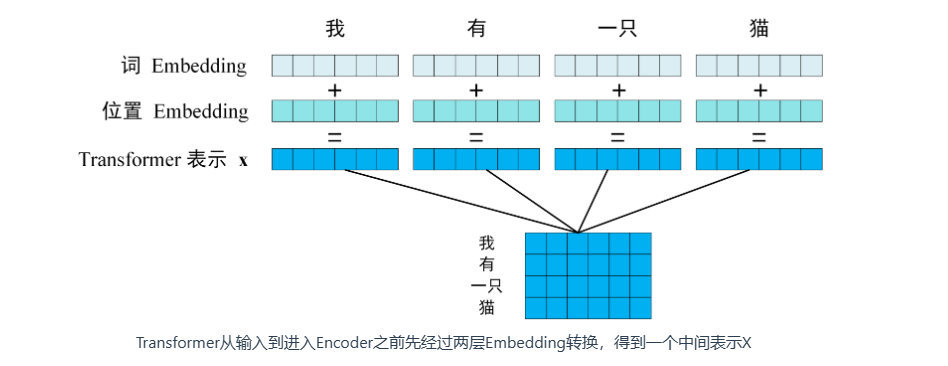 我 有 一只 猫
词 Embedding
+ + + +
位置 Embedding
= = = =
Transformer 表示 x
我
有
一只
猫
Transformer从输入到进入Encoder之前先经过两层Embedding转换，得到一个中间表示X